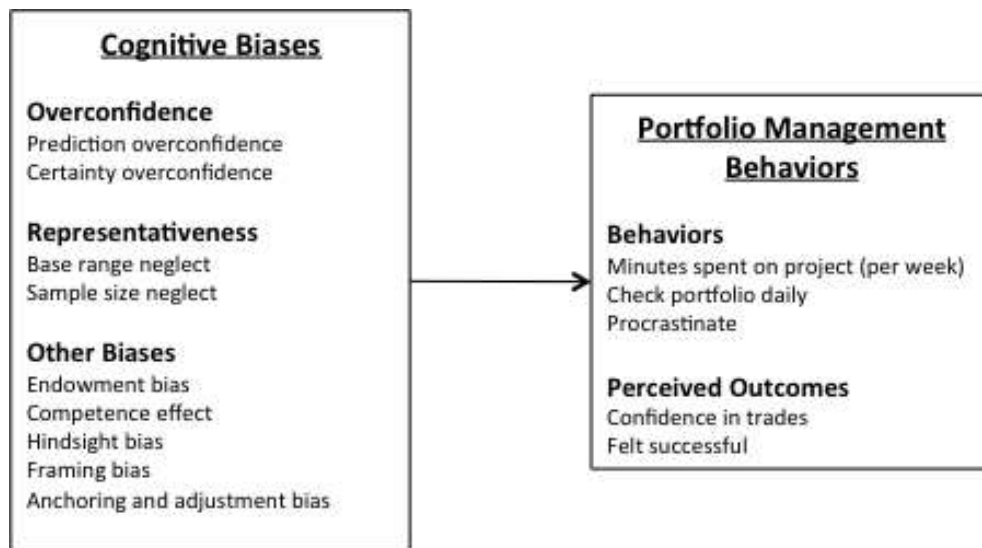 Cognitive Biases
Overconfidence
Prediction overconfidence
Certainty overconfidence
Representativeness
Base range neglect
Sample size neglect
Other Biases
Endowment bias
Competence effect
Hindsight bias
Framing bias
Anchoring and adjustment bias
Portfolio Management
Behaviors
Behaviors
Minutes spent on project (per week)
Check portfolio daily
Procrastinate
Perceived Outcomes
Confidence in trades
Felt successful